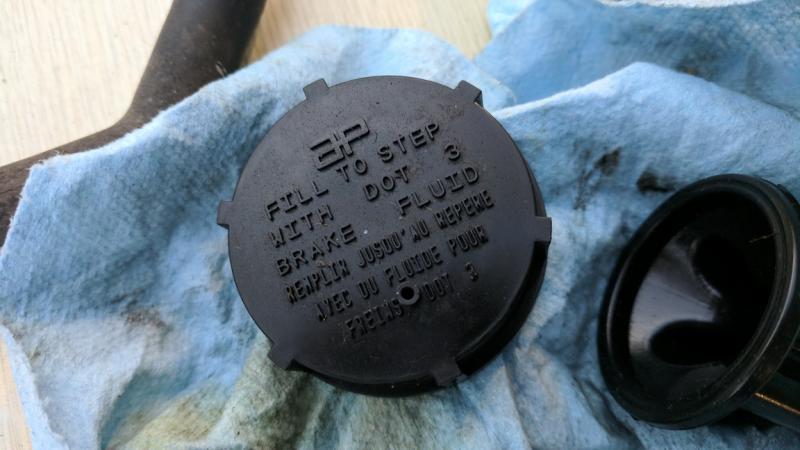 AP
FILL TO STEP
WITH DOT 3
BRAKE FLUID
REMPLIR JUSQU'AU REPERE
AVEC DU FLUIDE POUR
FREINS DOT 3